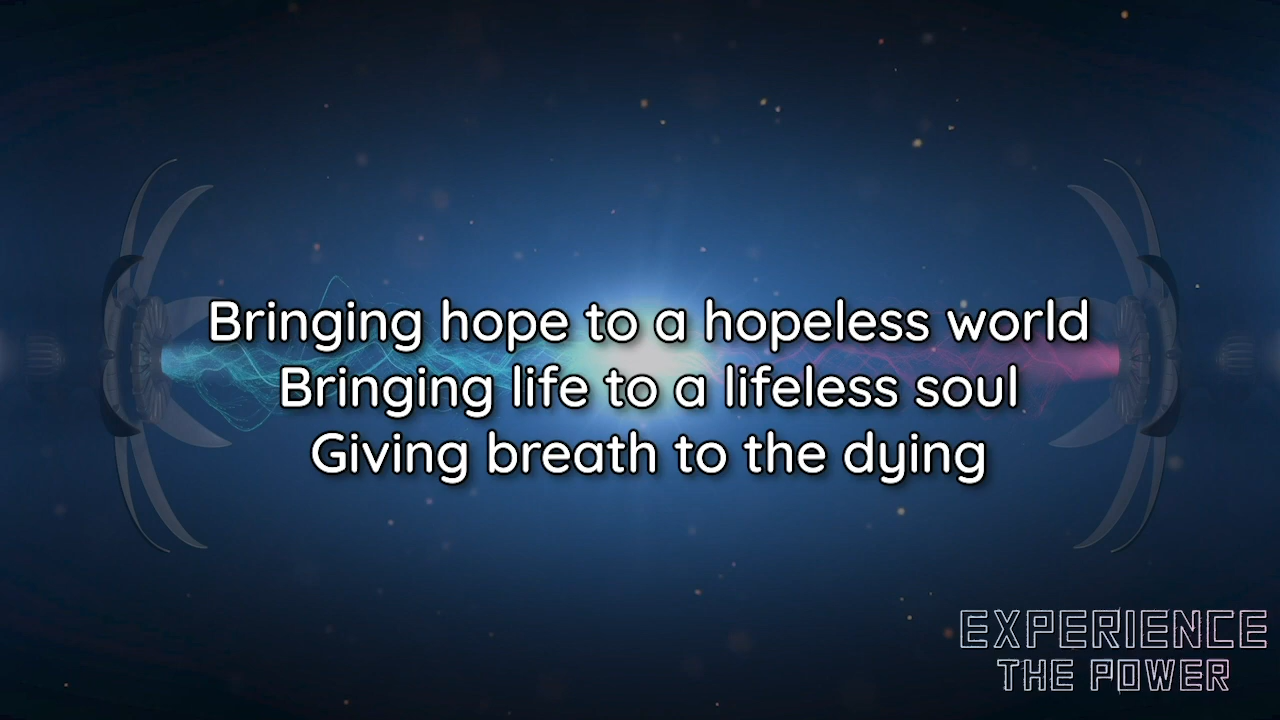 Bringing hope to a hopeless world
Bringing life to a lifeless soul
Giving breath to the dying
EXPERIENCE
THE POWER